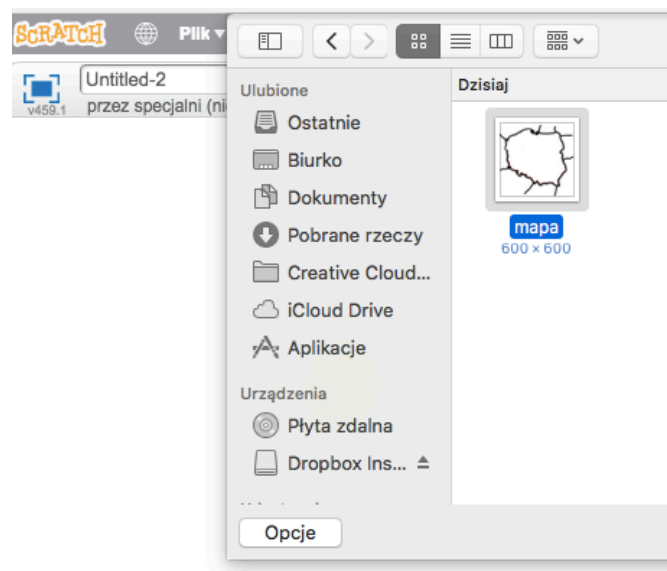 SCRATCH Plik
Untitled-2
v459.1 przez specjalni (ni
Ulubione
Ostatnie
Biurko
Dokumenty
Pobrane rzeczy
Creative Cloud...
iCloud Drive
Aplikacje
Urządzenia
Płyta zdalna
Dropbox Ins...
Opcje
Dzisiaj
mapa
600 × 600